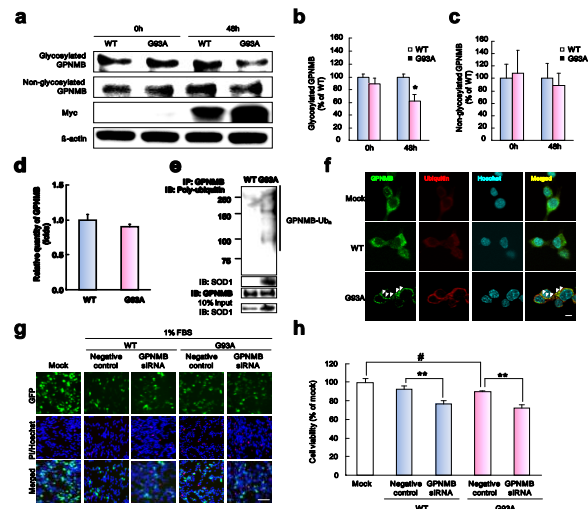 a
0h 48h
WT G93A WT G93A
Glycosylated
GPNMB
Non-glycosylated
GPNMB
Myc
ß-actin
b
WT
G93A
Glycosylated GPNMB
(% of WT)
140
120
100
80
60
40
20
0
*
0h 48h
c
WT
G93A
Non-glycosylated GPNMB
(% of WT)
140
120
100
80
60
40
20
0
0h 48h
d
Relative quantity of GPNMB
(folds)
1.5
1.0
0.5
0.0
WT G93A
e
IP: GPNMB
IB: Poly-ubiquitin
WT G93A
250
150
100
75
GPNMB-Ubn
IB: SOD1
IB: GPNMB
10% input
IB: SOD1
f
GPNMB Ubiquitin Hoechst Merged
Mock
WT
G93A
g
1% FBS
WT G93A
Mock Negative control GPNMB siRNA Negative control GPNMB siRNA
GFP
PI/Hoechst
Merged
h
Cell viability (% of mock)
120
100
80
60
40
20
0
#
** **
Mock Negative control GPNMB siRNA Negative control GPNMB siRNA
WT G93A